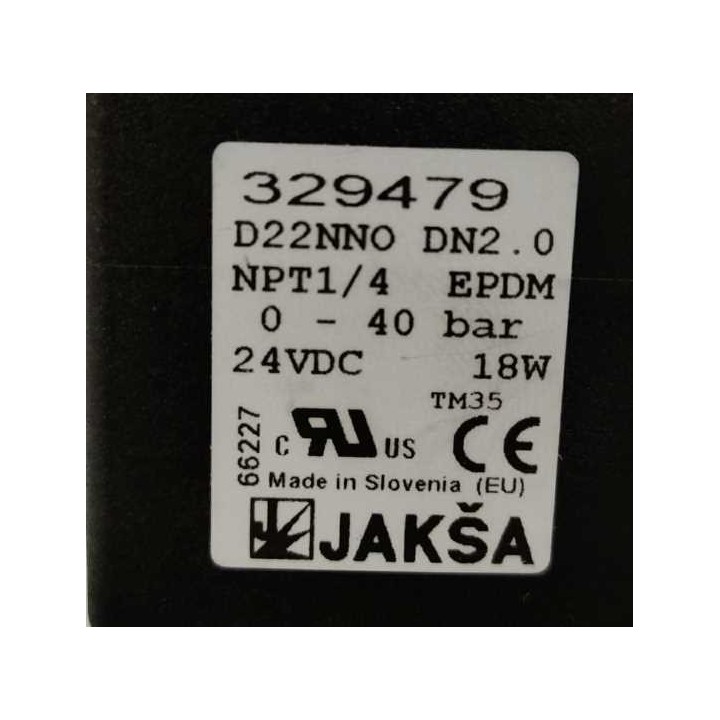 329479
D22NNO DN2.0
NPT1/4 EPDM
0 - 40 bar
24VDC 18W
TM35
66227
c RU US CE
Made in Slovenia (EU)
JAKŠA